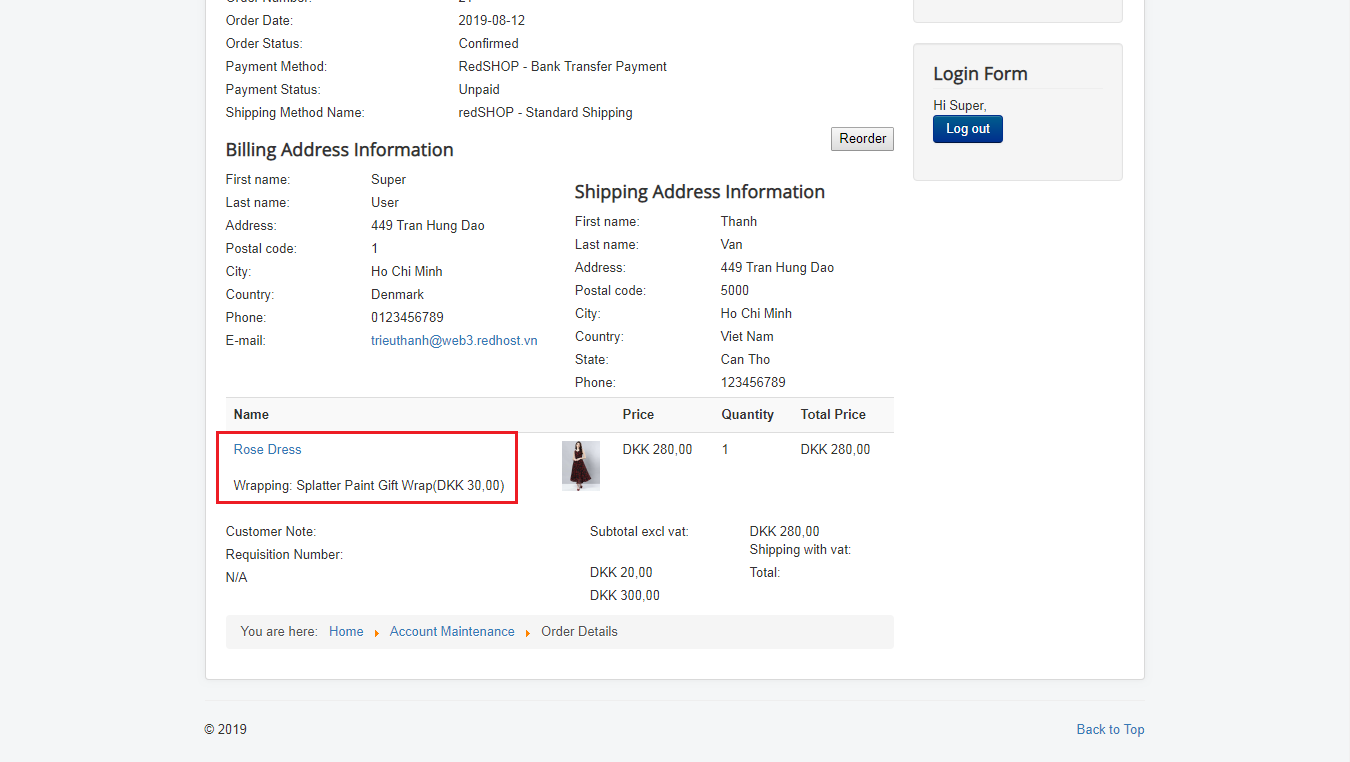 Order Date: 2019-08-12
Order Status: Confirmed
Payment Method: RedSHOP - Bank Transfer Payment
Payment Status: Unpaid
Shipping Method Name: redSHOP - Standard Shipping
Reorder
Billing Address Information
First name: Super
Last name: User
Address: 449 Tran Hung Dao
Postal code: 1
City: Ho Chi Minh
Country: Denmark
Phone: 0123456789
E-mail: trieuthanh@web3.redhost.vn
Shipping Address Information
First name: Thanh
Last name: Van
Address: 449 Tran Hung Dao
Postal code: 5000
City: Ho Chi Minh
Country: Viet Nam
State: Can Tho
Phone: 123456789
Name Price Quantity Total Price
Rose Dress DKK 280,00 1 DKK 280,00
Wrapping: Splatter Paint Gift Wrap(DKK 30,00)
Customer Note:
Requisition Number:
N/A
Subtotal excl vat: DKK 280,00
Shipping with vat:
DKK 20,00 Total:
DKK 300,00
You are here: Home Account Maintenance Order Details
Login Form
Hi Super,
Log out
© 2019 Back to Top